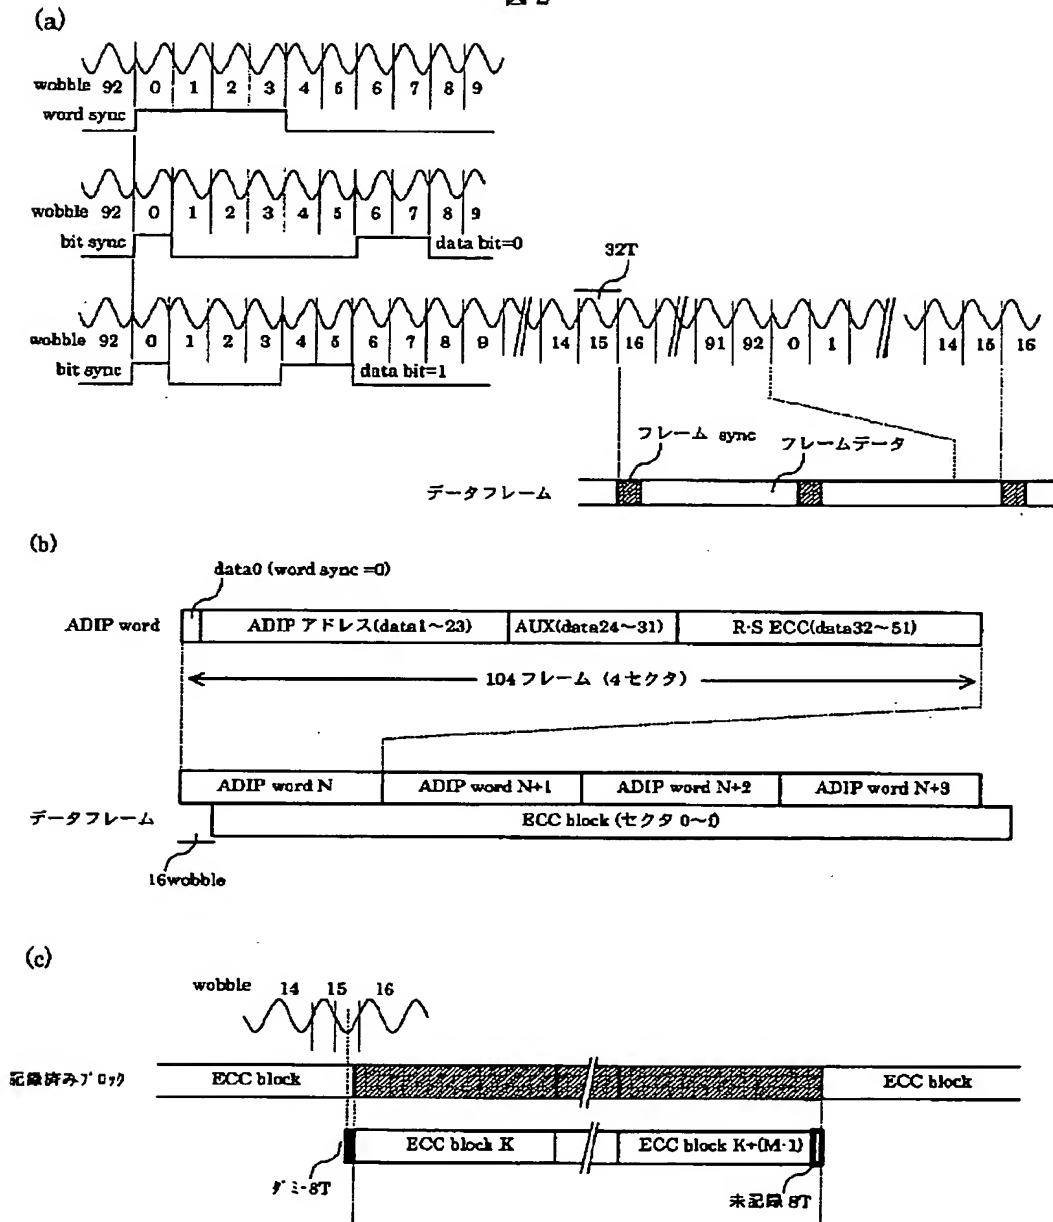 図 2
(a)
wobble 92 0 1 2 3 4 5 6 7 8 9
word sync
wobble 92 0 1 2 3 4 5 6 7 8 9
bit sync data bit=0
32T
wobble 92 0 1 2 3 4 5 6 7 8 9 14 15 16 91 92 0 1 14 15 16
bit sync data bit=1
フレーム sync
フレームデータ
データフレーム
(b)
data0 (word sync =0)
ADIP word ADIP アドレス(data1～23) AUX(data24～31) R-S ECC(data32～51)
104 フレーム (4 セクタ)
ADIP word N ADIP word N+1 ADIP word N+2 ADIP word N+3
データフレーム ECC block (セクタ 0～f)
16wobble
(c)
wobble 14 15 16
記録済みブロック ECC block ECC block
ECC block K ECC block K+(M-1)
ダミー8T
未記録 8T